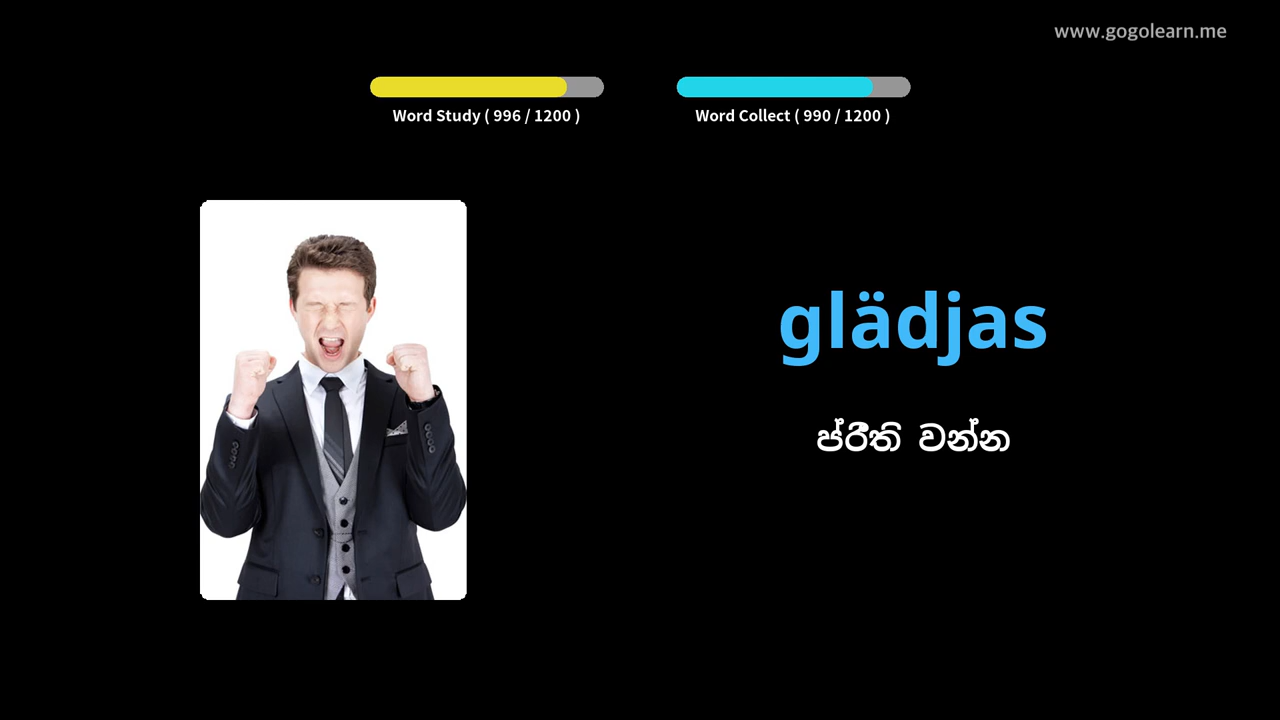 www.gogolearn.me
Word Study ( 996 / 1200 )
Word Collect ( 990 / 1200 )
glädjas
ප්රීති වන්න